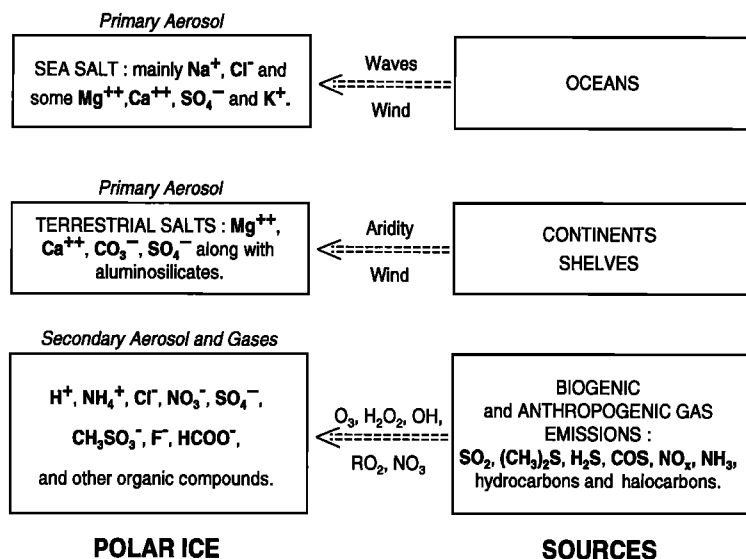 Primary Aerosol
SEA SALT : mainly Na⁺, Cl⁻ and
some Mg⁺⁺,Ca⁺⁺, SO₄⁻⁻ and K⁺.
Waves
Wind
OCEANS
Primary Aerosol
TERRESTRIAL SALTS : Mg⁺⁺,
Ca⁺⁺, CO₃⁻⁻, SO₄⁻⁻ along with
aluminosilicates.
Aridity
Wind
CONTINENTS
SHELVES
Secondary Aerosol and Gases
H⁺, NH₄⁺, Cl⁻, NO₃⁻, SO₄⁻⁻,
CH₃SO₃⁻, F⁻, HCOO⁻,
and other organic compounds.
O₃, H₂O₂, OH,
RO₂, NO₃
BIOGENIC
and ANTHROPOGENIC GAS
EMISSIONS :
SO₂, (CH₃)₂S, H₂S, COS, NOₓ, NH₃,
hydrocarbons and halocarbons.
POLAR ICE
SOURCES